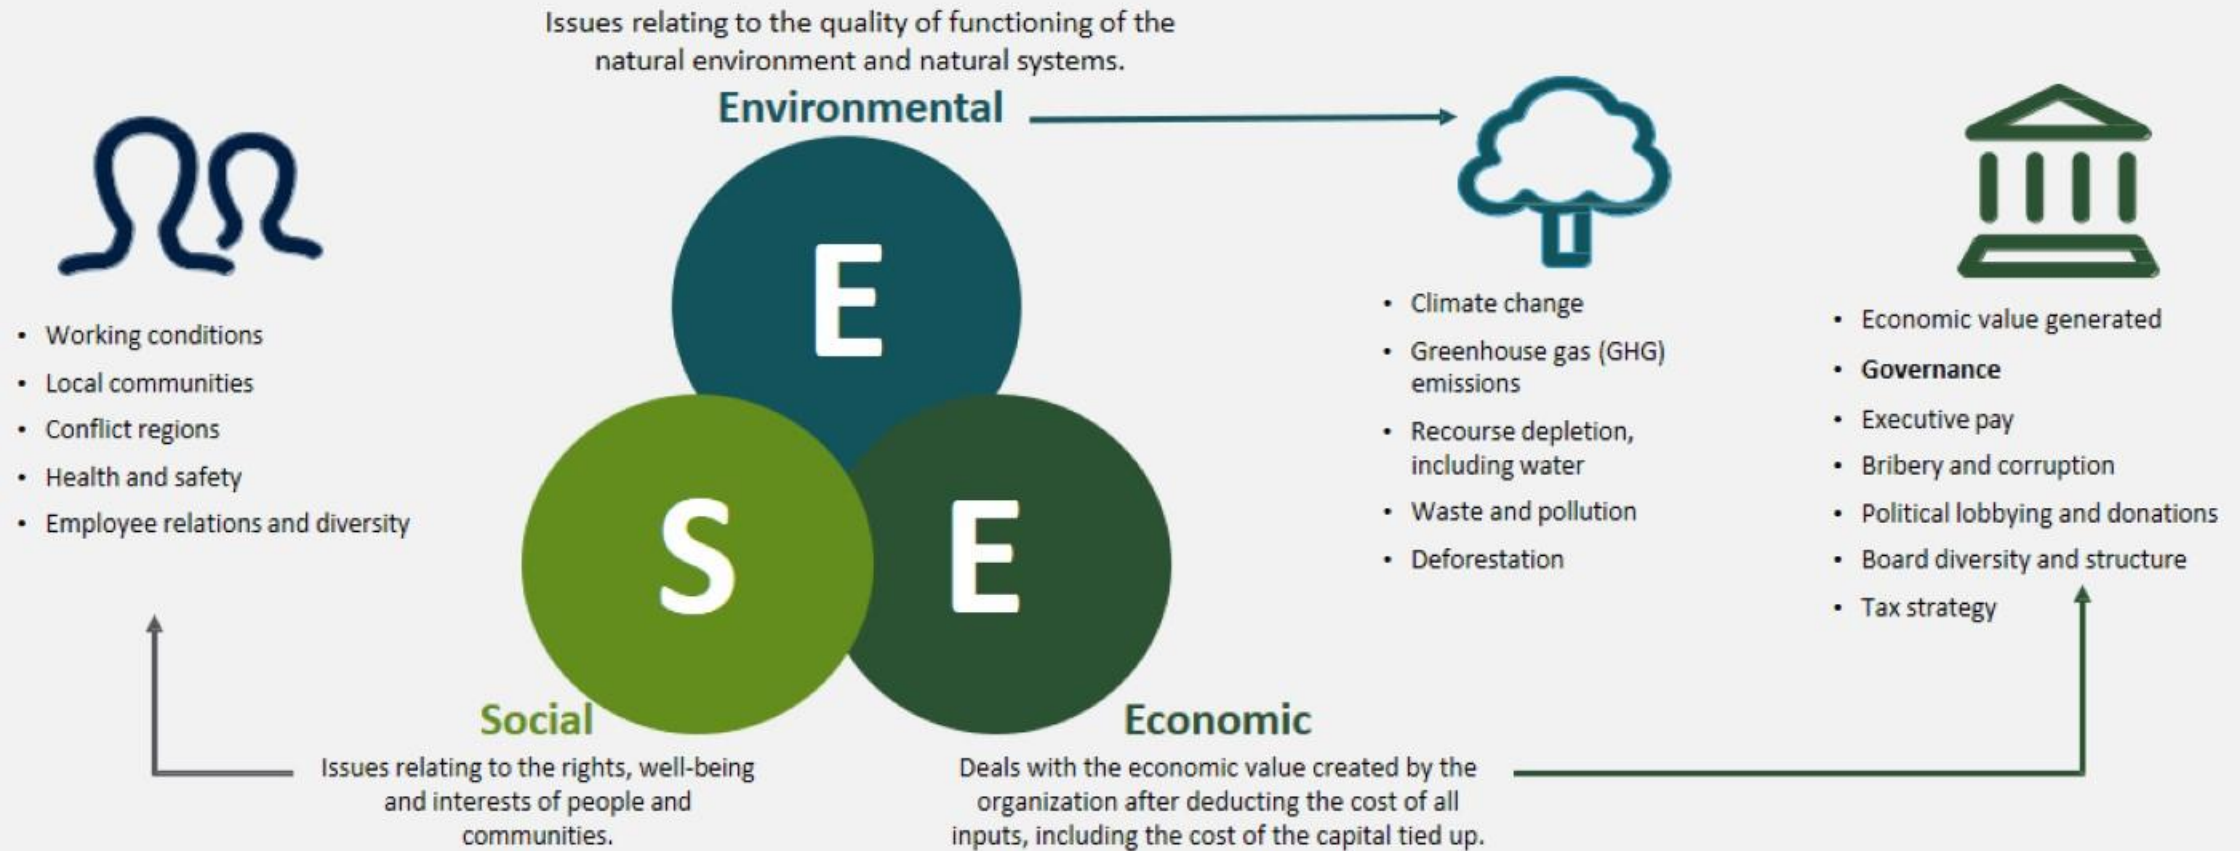 Issues relating to the quality of functioning of the
natural environment and natural systems.
Environmental
E
S
E
• Working conditions
• Local communities
• Conflict regions
• Health and safety
• Employee relations and diversity
• Climate change
• Greenhouse gas (GHG)
emissions
• Recourse depletion,
including water
• Waste and pollution
• Deforestation
• Economic value generated
• Governance
• Executive pay
• Bribery and corruption
• Political lobbying and donations
• Board diversity and structure
• Tax strategy
Social
Issues relating to the rights, well-being
and interests of people and
communities.
Economic
Deals with the economic value created by the
organization after deducting the cost of all
inputs, including the cost of the capital tied up.